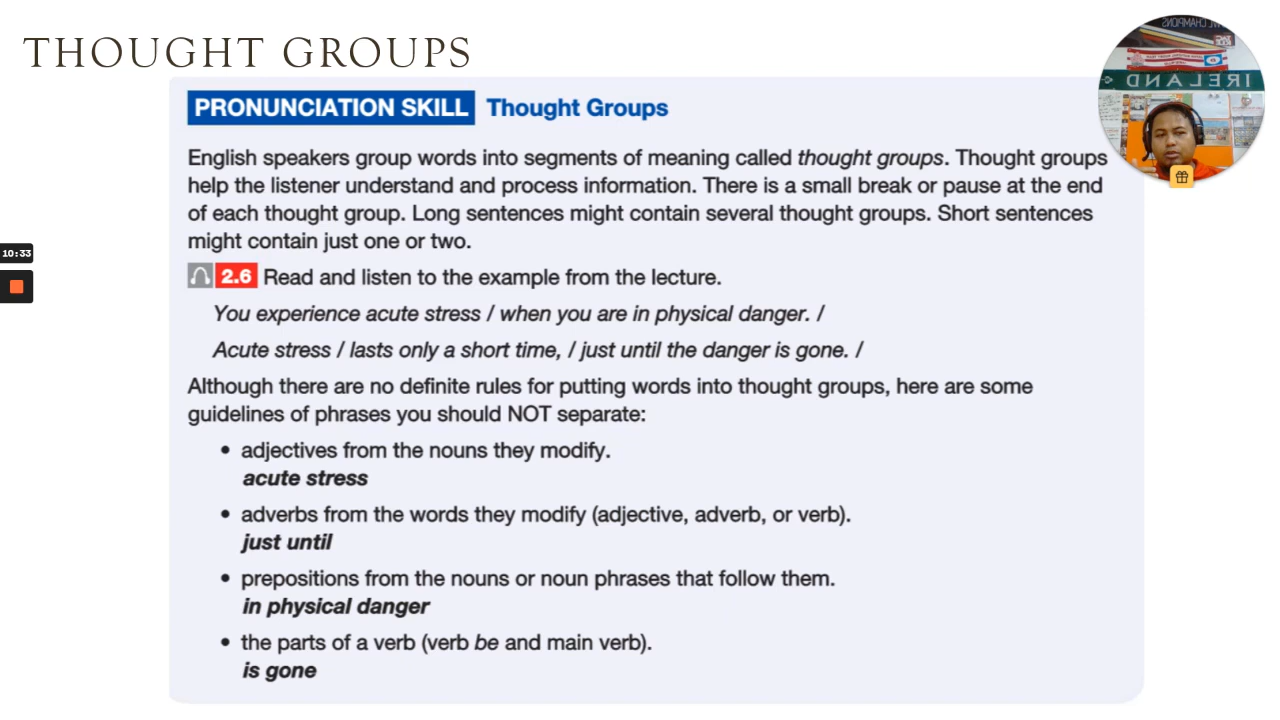 THOUGHT GROUPS
PRONUNCIATION SKILL Thought Groups
English speakers group words into segments of meaning called thought groups. Thought groups
help the listener understand and process information. There is a small break or pause at the end
of each thought group. Long sentences might contain several thought groups. Short sentences
might contain just one or two.
2.6 Read and listen to the example from the lecture.
You experience acute stress / when you are in physical danger. /
Acute stress / lasts only a short time, / just until the danger is gone. /
Although there are no definite rules for putting words into thought groups, here are some
guidelines of phrases you should NOT separate:
• adjectives from the nouns they modify.
acute stress
• adverbs from the words they modify (adjective, adverb, or verb).
just until
• prepositions from the nouns or noun phrases that follow them.
in physical danger
• the parts of a verb (verb be and main verb).
is gone
10:33
CHAMPIONS
IRELAND